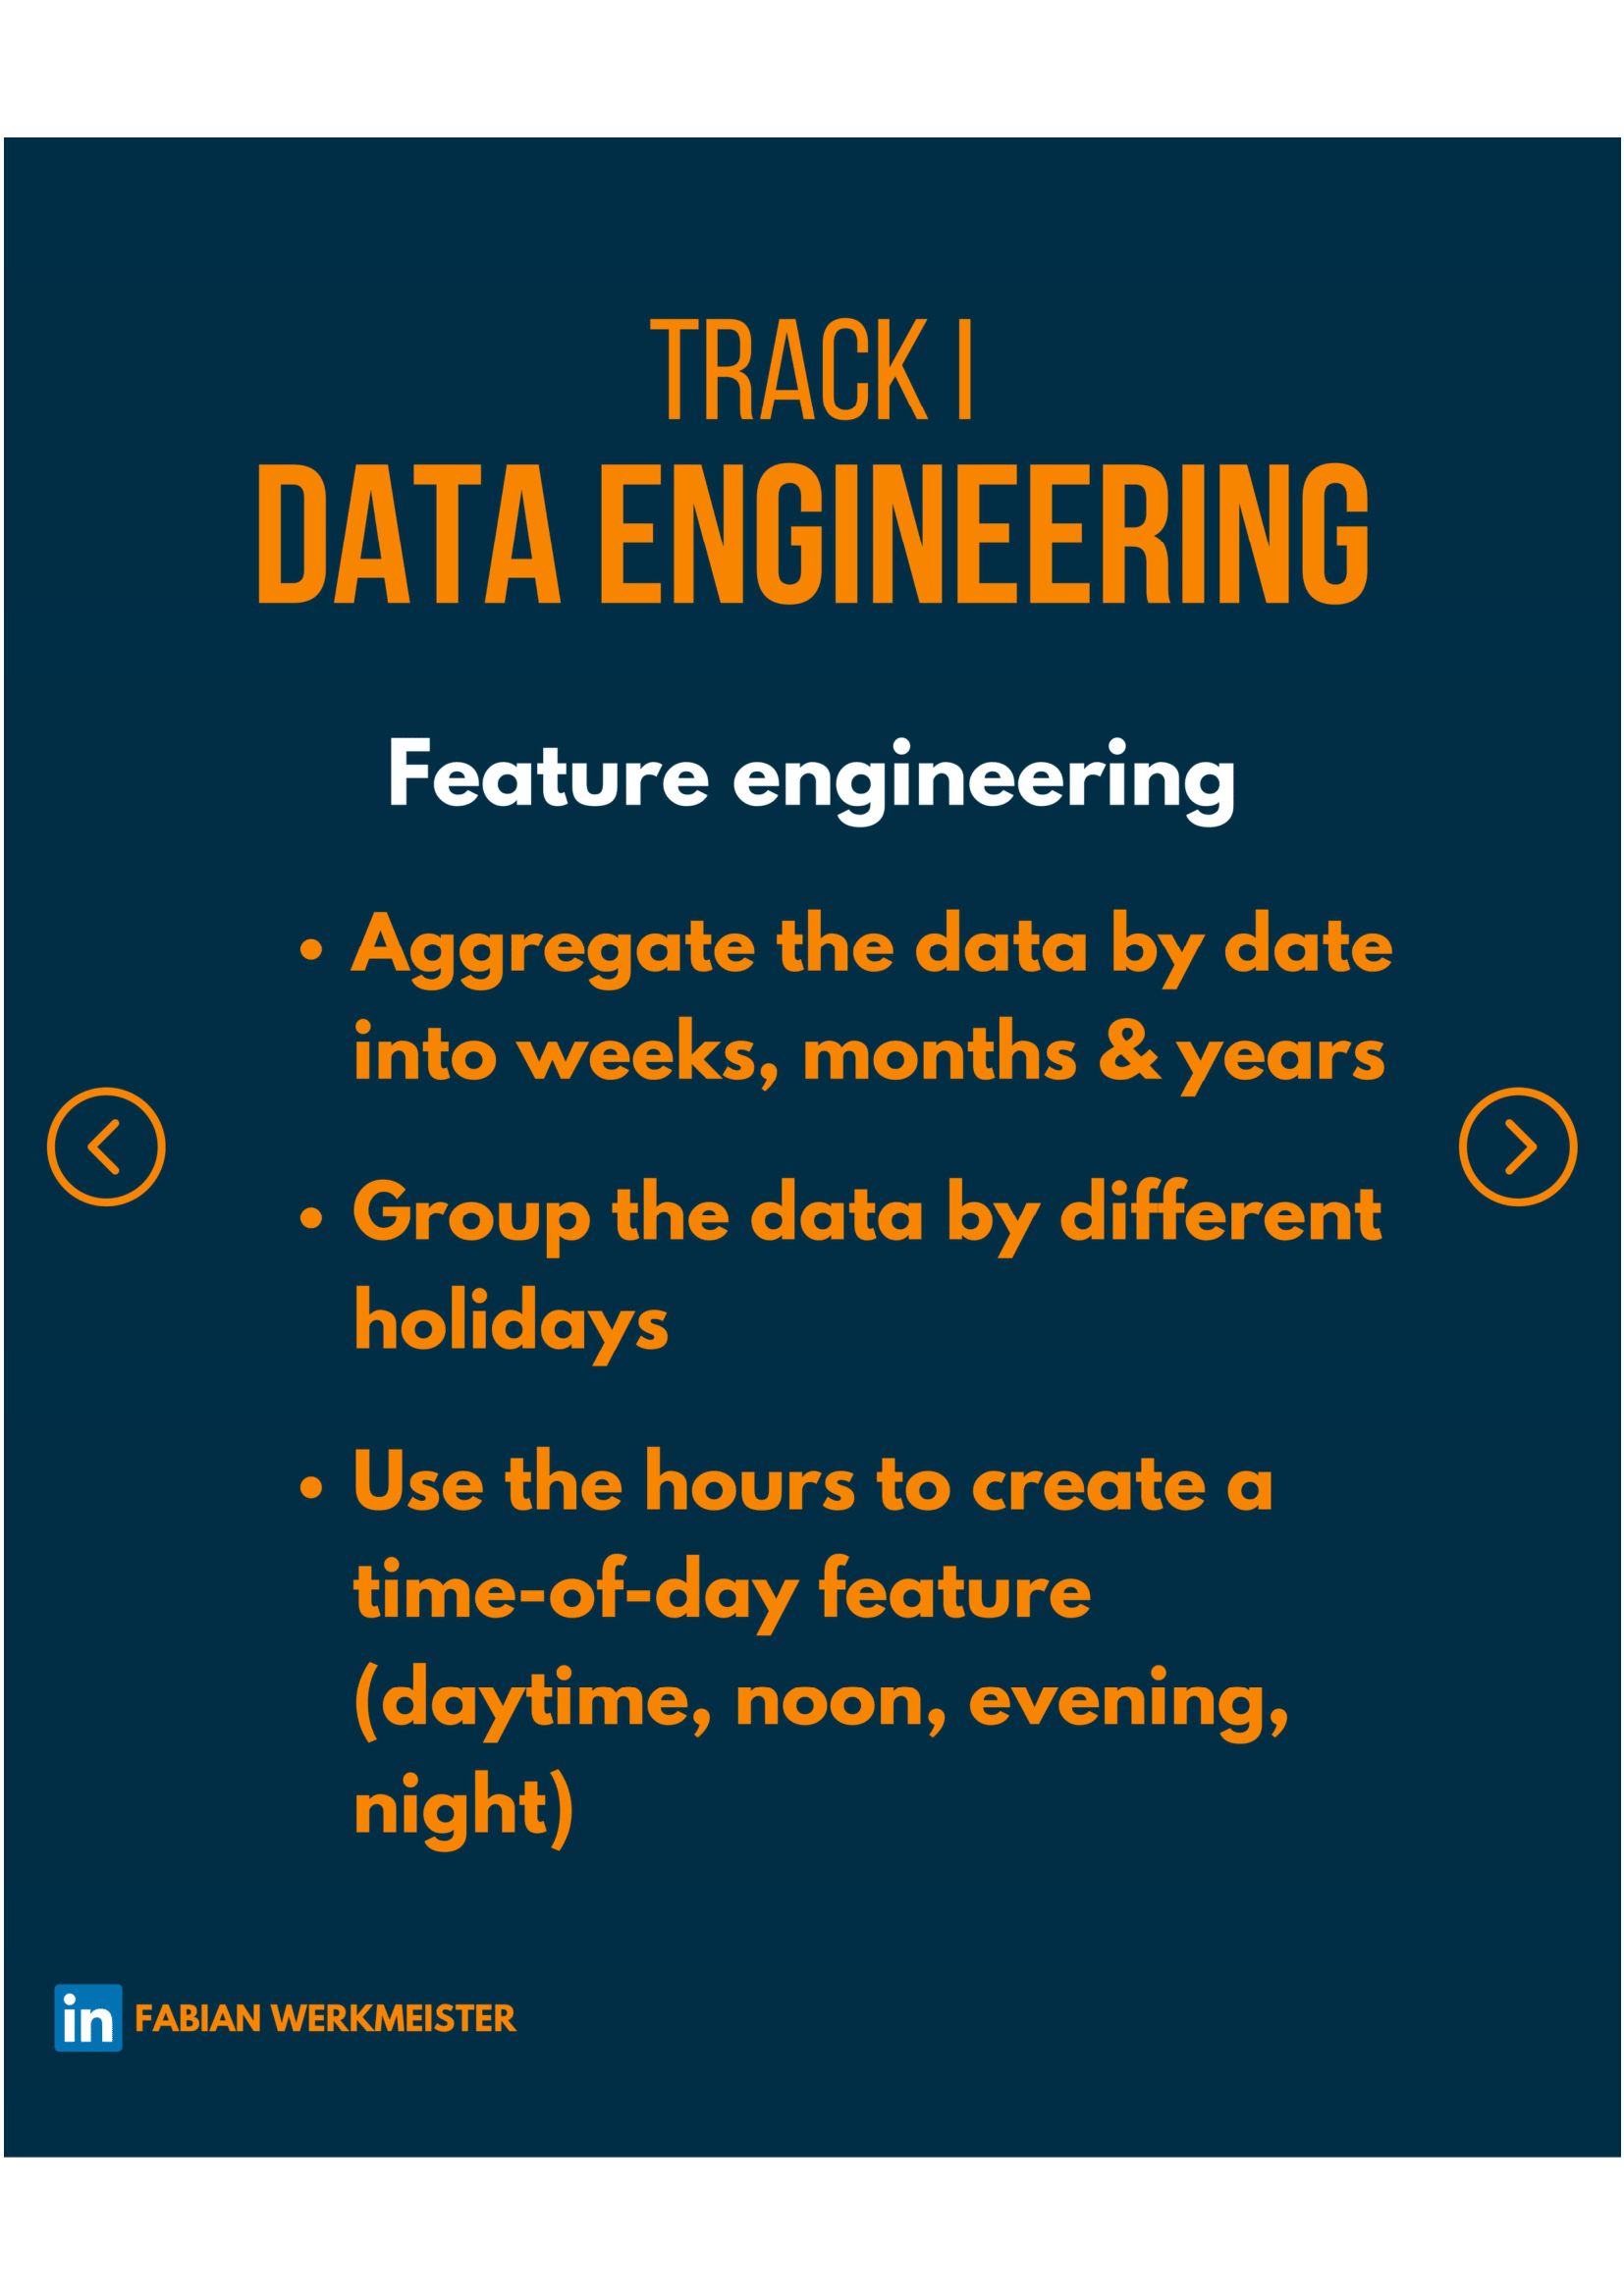 TRACK I
DATA ENGINEERING
Feature engineering
• Aggregate the data by date
into weeks, months & years
• Group the data by different
holidays
• Use the hours to create a
time-of-day feature
(daytime, noon, evening,
night)
in FABIAN WERKMEISTER